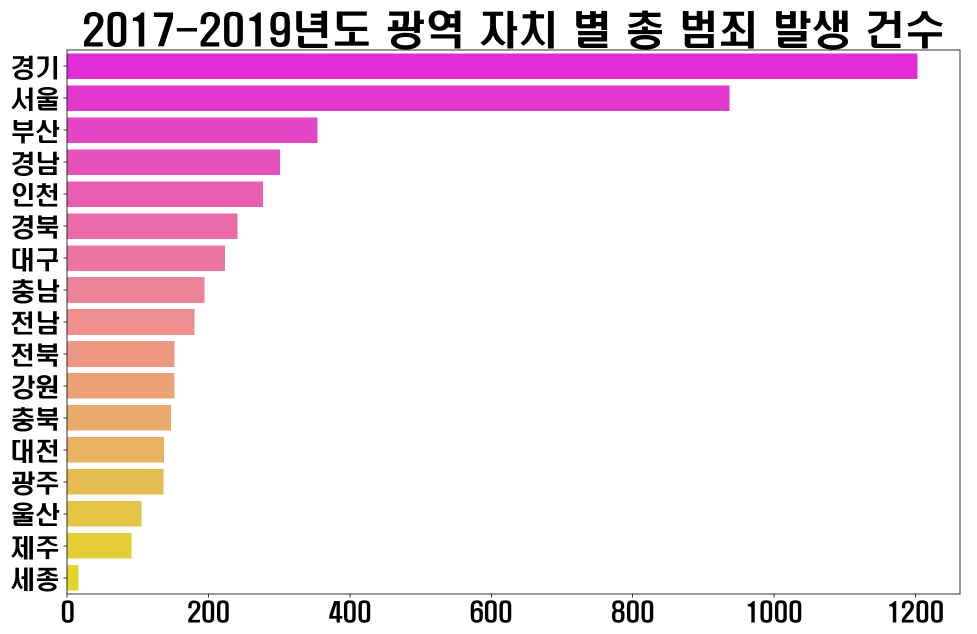 2017-2019년도 광역 자치 별 총 범죄 발생 건수
경기
서울
부산
경남
인천
경북
대구
충남
전남
전북
강원
충북
대전
광주
울산
제주
세종
0 200 400 600 800 1000 1200